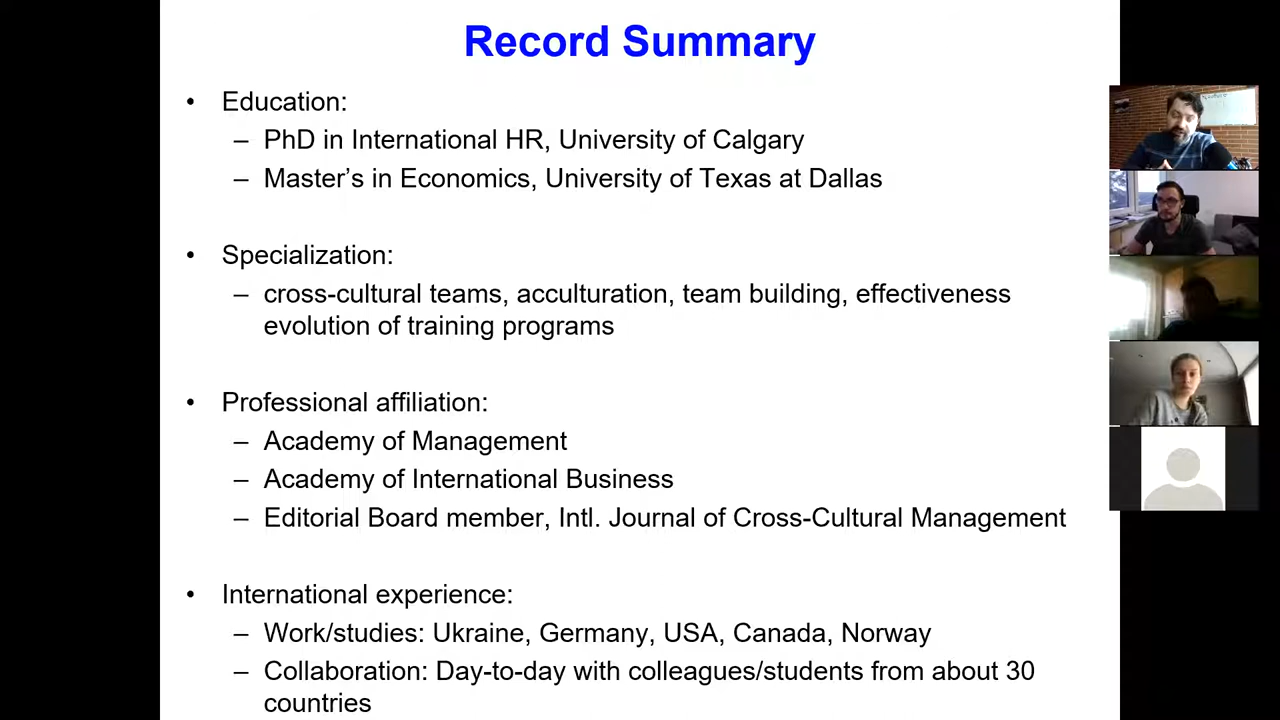 Record Summary
• Education:
– PhD in International HR, University of Calgary
– Master’s in Economics, University of Texas at Dallas
• Specialization:
– cross-cultural teams, acculturation, team building, effectiveness
evolution of training programs
• Professional affiliation:
– Academy of Management
– Academy of International Business
– Editorial Board member, Intl. Journal of Cross-Cultural Management
• International experience:
– Work/studies: Ukraine, Germany, USA, Canada, Norway
– Collaboration: Day-to-day with colleagues/students from about 30
countries